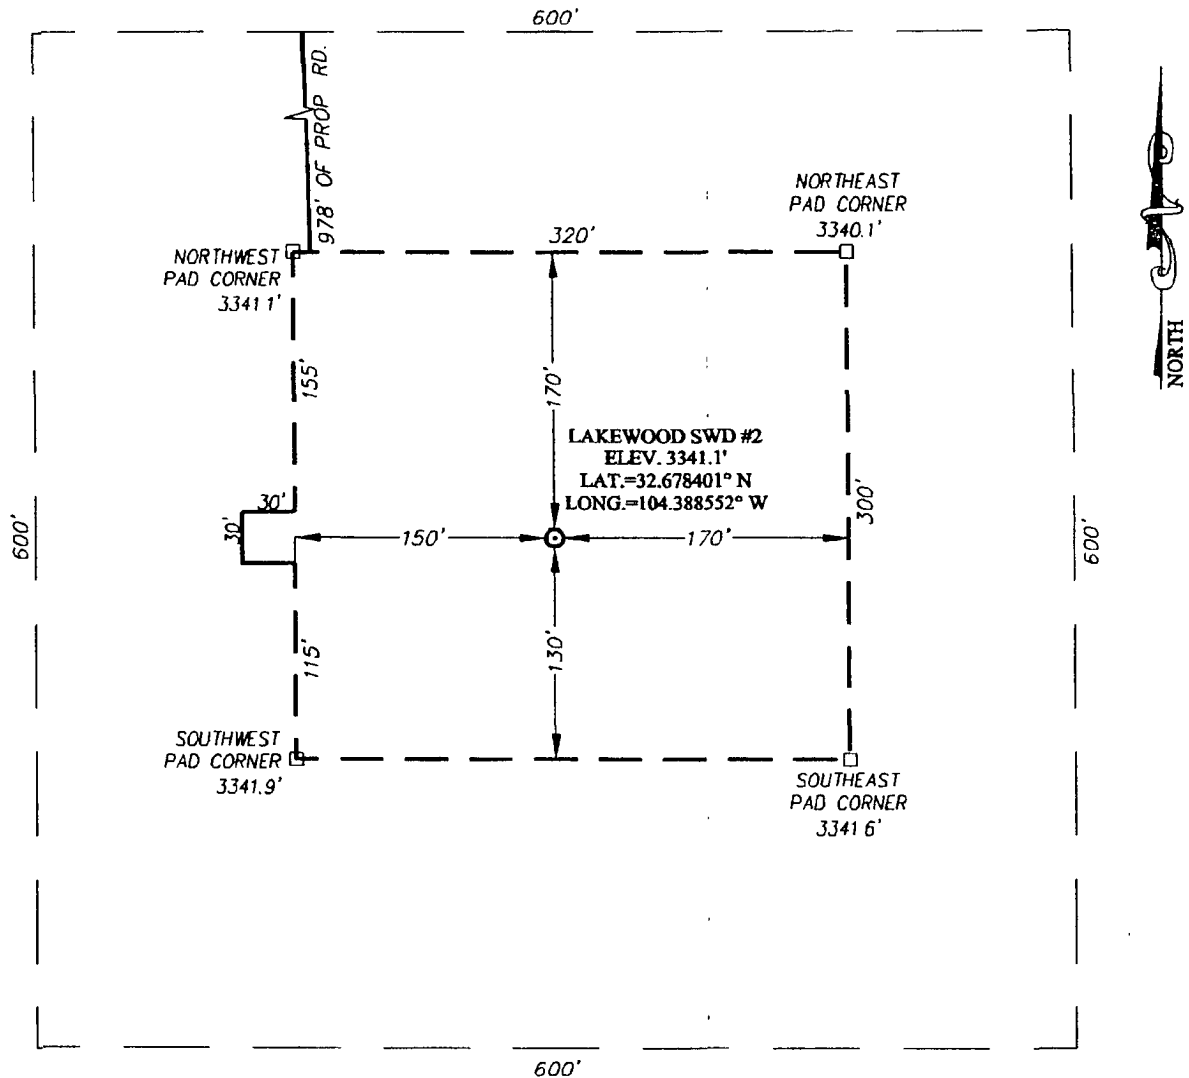 600'
978' OF PROP RD.
NORTHEAST
PAD CORNER
3340.1'
320'
NORTHWEST
PAD CORNER
3341 1'
NORTH
155'
170'
LAKEWOOD SWD #2
ELEV. 3341.1'
LAT.=32.678401° N
LONG.=104.388552° W
30'
30'
300'
600'
150'
170'
600'
130'
115'
SOUTHWEST
PAD CORNER
3341.9'
SOUTHEAST
PAD CORNER
3341 6'
600'